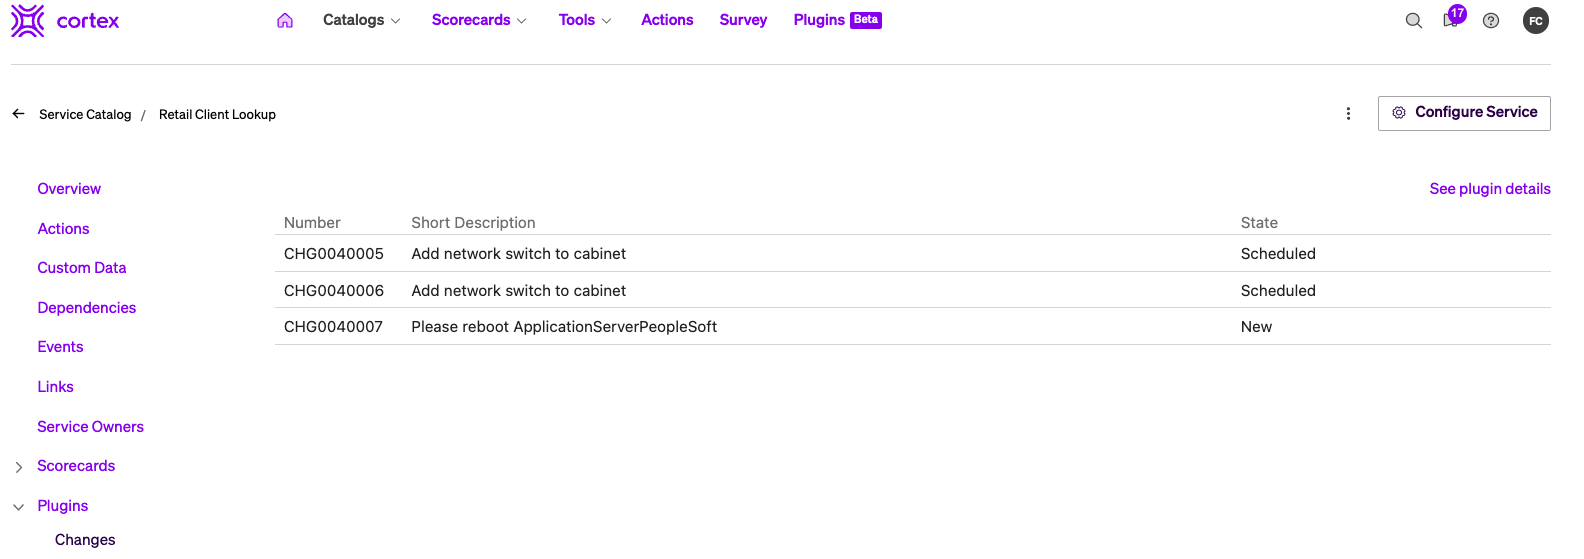 cortex
Catalogs Scorecards Tools Actions Survey Plugins Beta 17 FC
Service Catalog / Retail Client Lookup Configure Service
Overview
Actions
Custom Data
Dependencies
Events
Links
Service Owners
Scorecards
Plugins
Changes
See plugin details
Number Short Description State
CHG0040005 Add network switch to cabinet Scheduled
CHG0040006 Add network switch to cabinet Scheduled
CHG0040007 Please reboot ApplicationServerPeopleSoft New